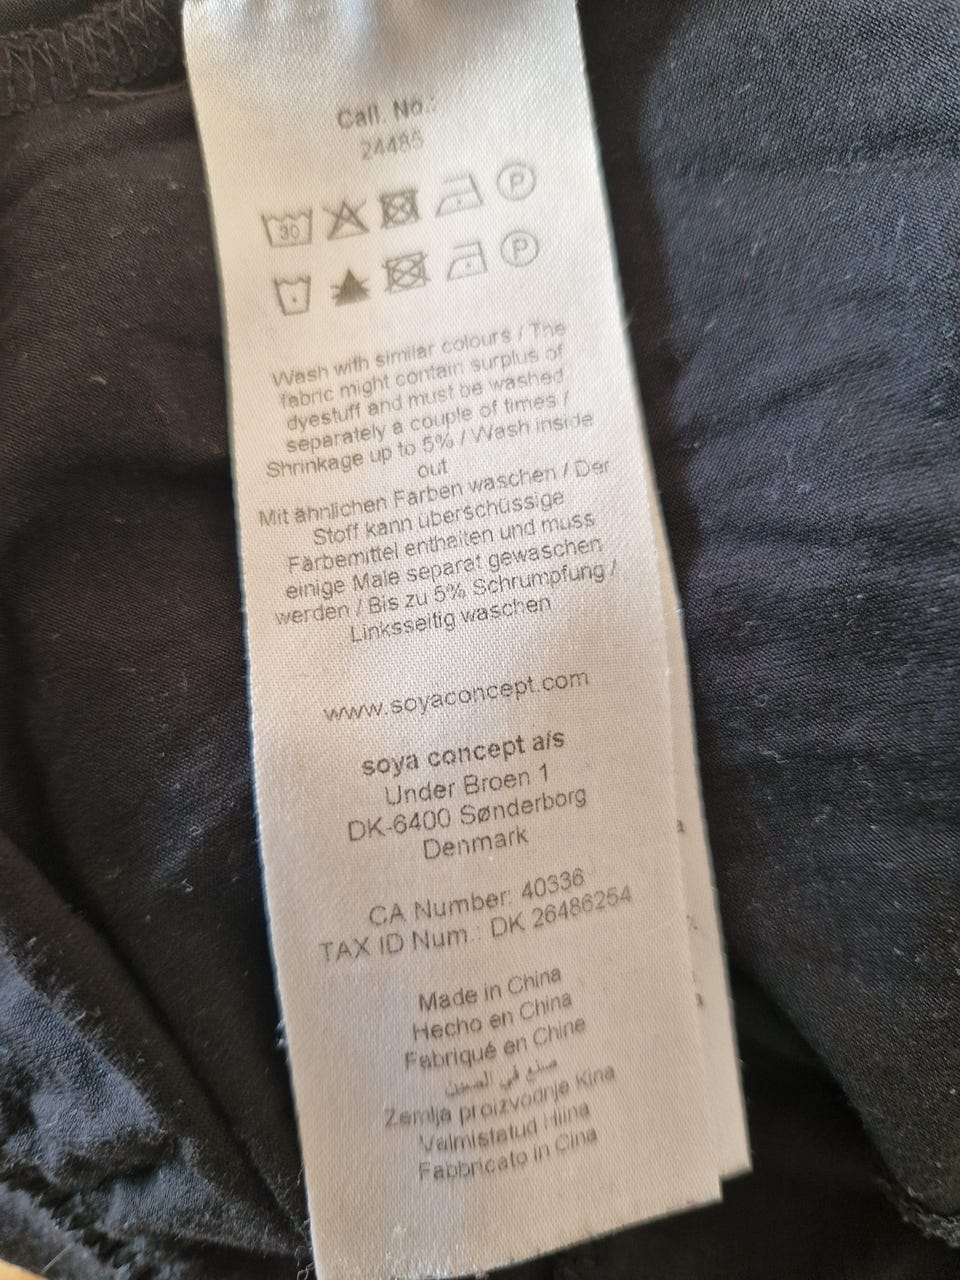 Call. No.:
24485
30 P
P
Wash with similar colours / The
fabric might contain surplus of
dyestuff and must be washed
separately a couple of times /
Shrinkage up to 5% / Wash inside
out
Mit ähnlichen Farben waschen / Der
Stoff kann überschüssige
Färbemittel enthalten und muss
einige Male separat gewaschen
werden / Bis zu 5% Schrumpfung /
Linksseitig waschen
www.soyaconcept.com
soya concept a/s
Under Broen 1
DK-6400 Sønderborg
Denmark
CA Number: 40336
TAX ID Num.: DK 26486254
Made in China
Hecho en China
Fabriqué en Chine
صنع في الصين
Zemlja proizvodnje Kina
Valmistatud Hiina
Fabbricato in Cina